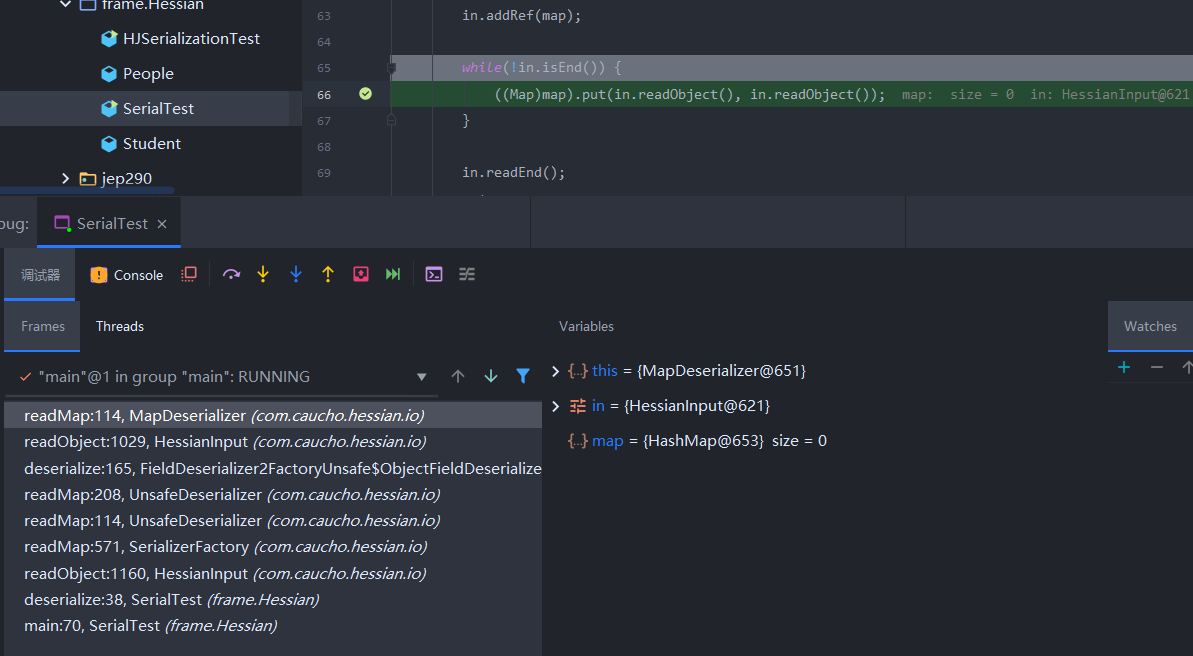 frame.Hessian
HJSerializationTest
People
SerialTest
Student
jep290
63 in.addRef(map);
64
65 while(!in.isEnd()) {
66 ((Map)map).put(in.readObject(), in.readObject()); map: size = 0 in: HessianInput@621
67 }
68
69 in.readEnd();
bug: SerialTest ×
调试器 Console
Frames Threads
"main"@1 in group "main": RUNNING
readMap:114, MapDeserializer (com.caucho.hessian.io)
readObject:1029, HessianInput (com.caucho.hessian.io)
deserialize:165, FieldDeserializer2FactoryUnsafe$ObjectFieldDeserialize
readMap:208, UnsafeDeserializer (com.caucho.hessian.io)
readMap:114, UnsafeDeserializer (com.caucho.hessian.io)
readMap:571, SerializerFactory (com.caucho.hessian.io)
readObject:1160, HessianInput (com.caucho.hessian.io)
deserialize:38, SerialTest (frame.Hessian)
main:70, SerialTest (frame.Hessian)
Variables
this = {MapDeserializer@651}
in = {HessianInput@621}
map = {HashMap@653} size = 0
Watches